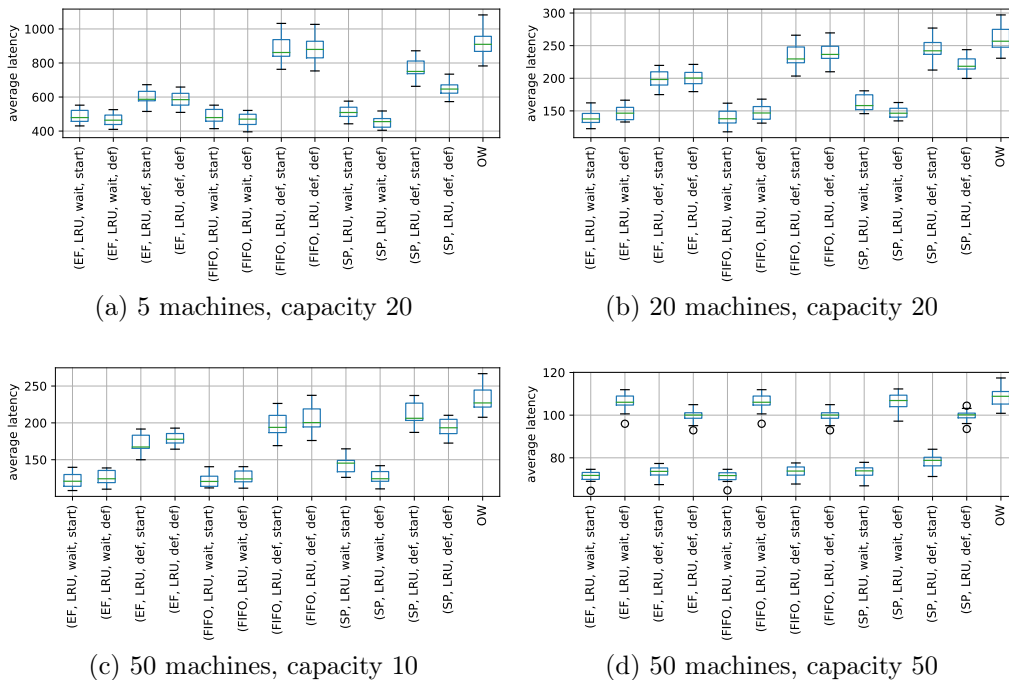 average latency
1000
800
600
400
(EF, LRU, wait, start)
(EF, LRU, wait, def)
(EF, LRU, def, start)
(EF, LRU, def, def)
(FIFO, LRU, wait, start)
(FIFO, LRU, wait, def)
(FIFO, LRU, def, start)
(FIFO, LRU, def, def)
(SP, LRU, wait, start)
(SP, LRU, wait, def)
(SP, LRU, def, start)
(SP, LRU, def, def)
OW
(a) 5 machines, capacity 20
average latency
300
250
200
150
(EF, LRU, wait, start)
(EF, LRU, wait, def)
(EF, LRU, def, start)
(EF, LRU, def, def)
(FIFO, LRU, wait, start)
(FIFO, LRU, wait, def)
(FIFO, LRU, def, start)
(FIFO, LRU, def, def)
(SP, LRU, wait, start)
(SP, LRU, wait, def)
(SP, LRU, def, start)
(SP, LRU, def, def)
OW
(b) 20 machines, capacity 20
average latency
250
200
150
(EF, LRU, wait, start)
(EF, LRU, wait, def)
(EF, LRU, def, start)
(EF, LRU, def, def)
(FIFO, LRU, wait, start)
(FIFO, LRU, wait, def)
(FIFO, LRU, def, start)
(FIFO, LRU, def, def)
(SP, LRU, wait, start)
(SP, LRU, wait, def)
(SP, LRU, def, start)
(SP, LRU, def, def)
OW
(c) 50 machines, capacity 10
average latency
120
100
80
(EF, LRU, wait, start)
(EF, LRU, wait, def)
(EF, LRU, def, start)
(EF, LRU, def, def)
(FIFO, LRU, wait, start)
(FIFO, LRU, wait, def)
(FIFO, LRU, def, start)
(FIFO, LRU, def, def)
(SP, LRU, wait, start)
(SP, LRU, wait, def)
(SP, LRU, def, start)
(SP, LRU, def, def)
OW
(d) 50 machines, capacity 50